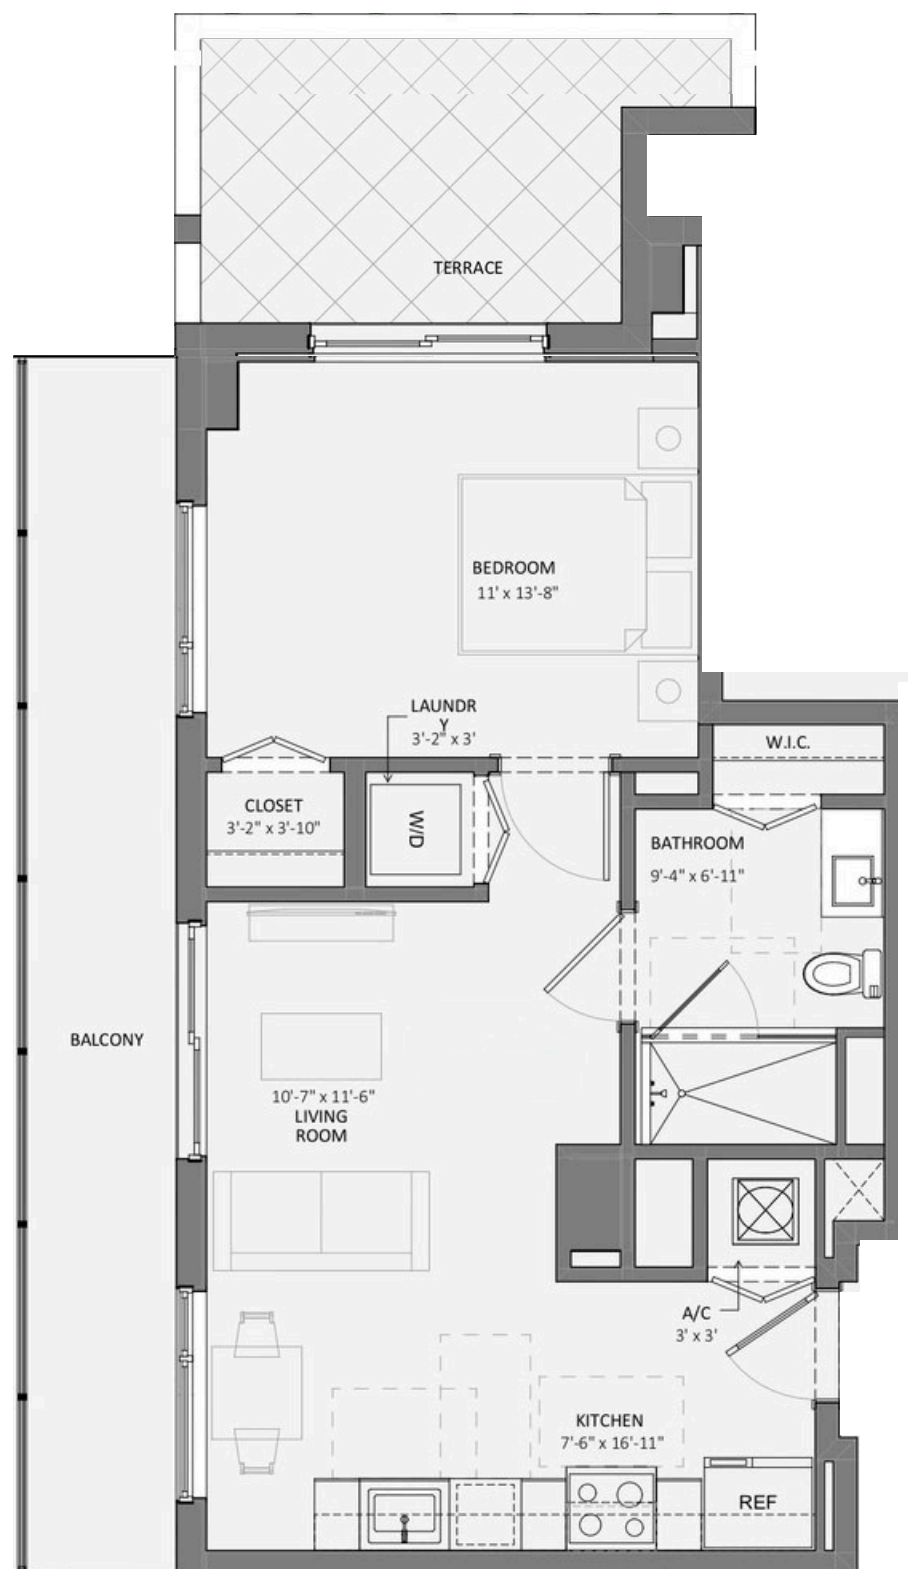 TERRACE
BEDROOM
11' x 13'-8"
LAUNDR
Y
3'-2" x 3'
W.I.C.
CLOSET
3'-2" x 3'-10"
W/D
BATHROOM
9'-4" x 6'-11"
BALCONY
10'-7" x 11'-6"
LIVING
ROOM
A/C
3' x 3'
KITCHEN
7'-6" x 16'-11"
REF